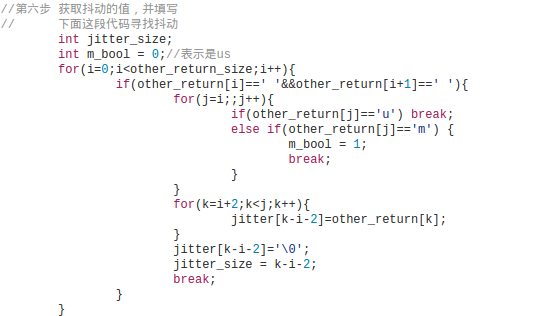 //第六步 获取抖动的值，并填写
//      下面这段代码寻找抖动
        int jitter_size;
        int m_bool = 0;//表示是us
        for(i=0;i<other_return_size;i++){
                if(other_return[i]==' '&&other_return[i+1]==' '){
                        for(j=i;;j++){
                                if(other_return[j]=='u') break;
                                else if(other_return[j]=='m') {
                                        m_bool = 1;
                                        break;
                                }
                        }
                        for(k=i+2;k<j;k++){
                                jitter[k-i-2]=other_return[k];
                        }
                        jitter[k-i-2]='\0';
                        jitter_size = k-i-2;
                        break;
                }
        }